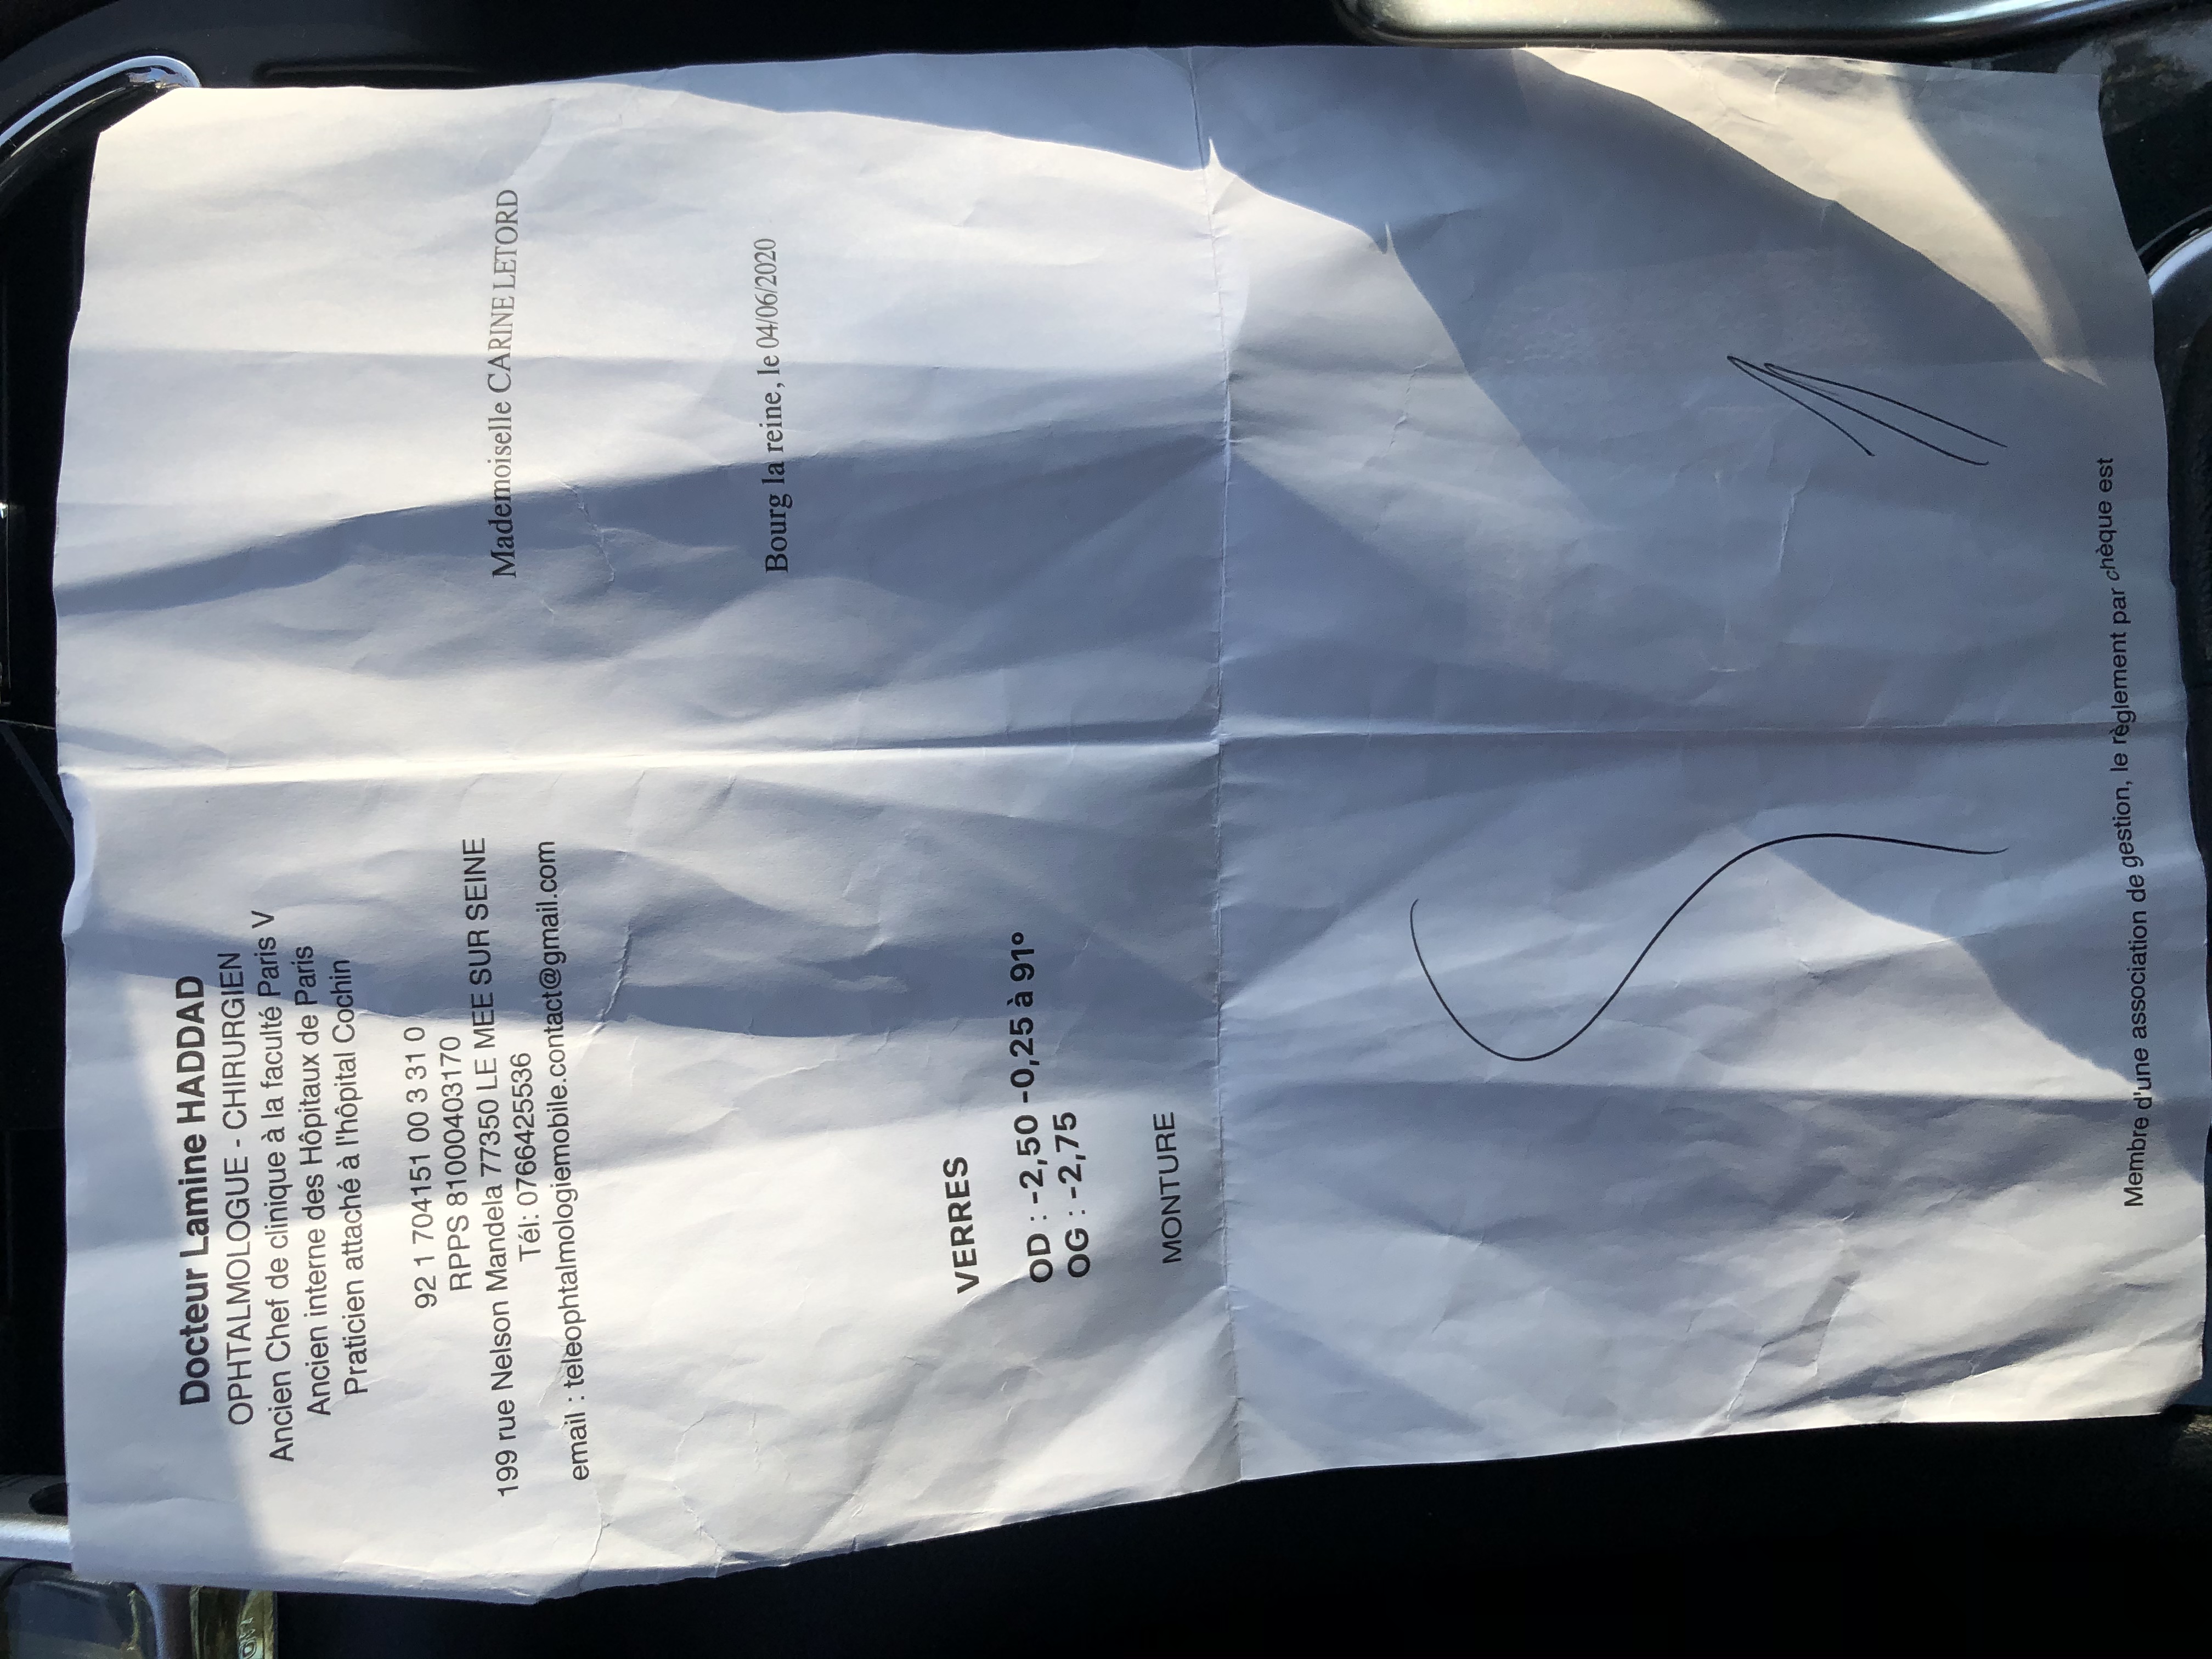 Docteur Lamine HADDAD
OPHTALMOLOGUE - CHIRURGIEN
Ancien Chef de clinique à la faculté Paris V
Ancien interne des Hôpitaux de Paris
Praticien attaché à l'hôpital Cochin
92 1 704151 00 3 31 0
RPPS 81000403170
199 rue Nelson Mandela 77350 LE MEE SUR SEINE
Tél: 0766425536
email : teleophtalmologiemobile.contact@gmail.com
Mademoiselle CARINE LETORD
Bourg la reine, le 04/06/2020
VERRES
OD : -2,50 -0,25 à 91°
OG : -2,75
MONTURE
Membre d'une association de gestion, le règlement par chèque est